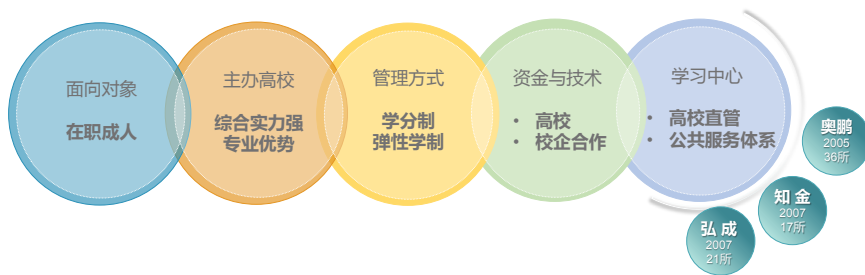 面向对象
在职成人
主办高校
综合实力强
专业优势
管理方式
学分制
弹性学制
资金与技术
• 高校
• 校企合作
学习中心
• 高校直管
• 公共服务体系
奥鹏
2005
36所
知金
2007
17所
弘成
2007
21所